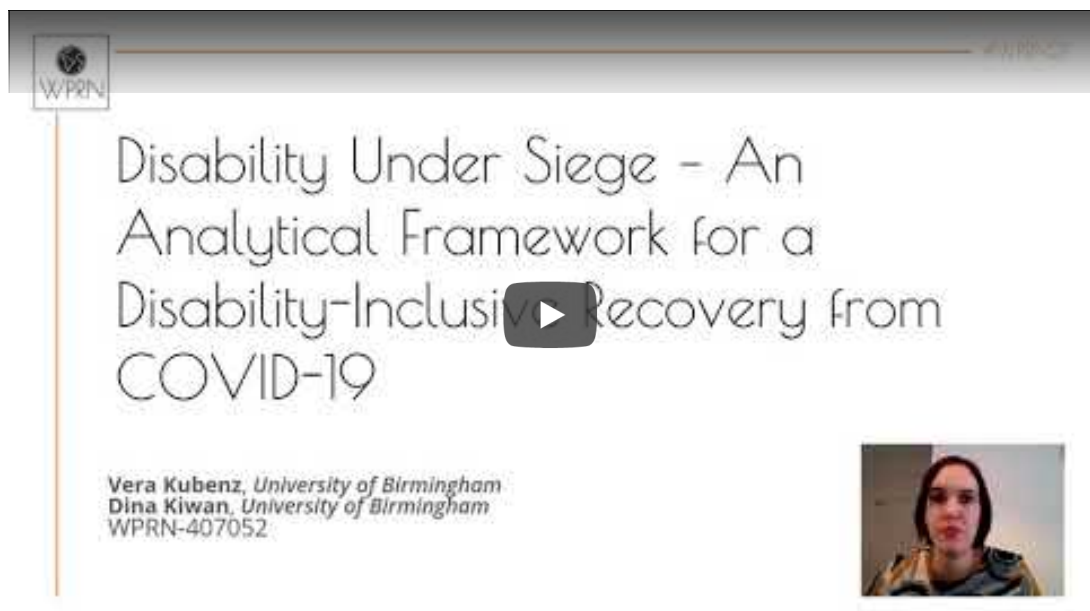 WPRN
Disability Under Siege – An
Analytical Framework for a
Disability-Inclusive Recovery from
COVID-19
Vera Kubenz, University of Birmingham
Dina Kiwan, University of Birmingham
WPRN-407052